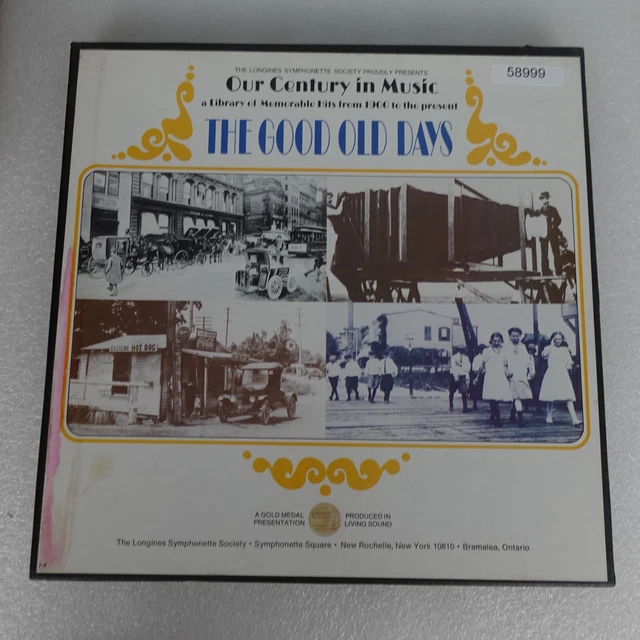 58999
THE LONGINES SYMPHONETTE SOCIETY PROUDLY PRESENTS
Our Century in Music
a Library of Memorable Hits from 1900 to the present
THE GOOD OLD DAYS
HOT DOG
A GOLD MEDAL PRODUCED IN
PRESENTATION LIVING SOUND
The Longines Symphonette Society • Symphonette Square • New Rochelle, New York 10810 • Bramalea, Ontario